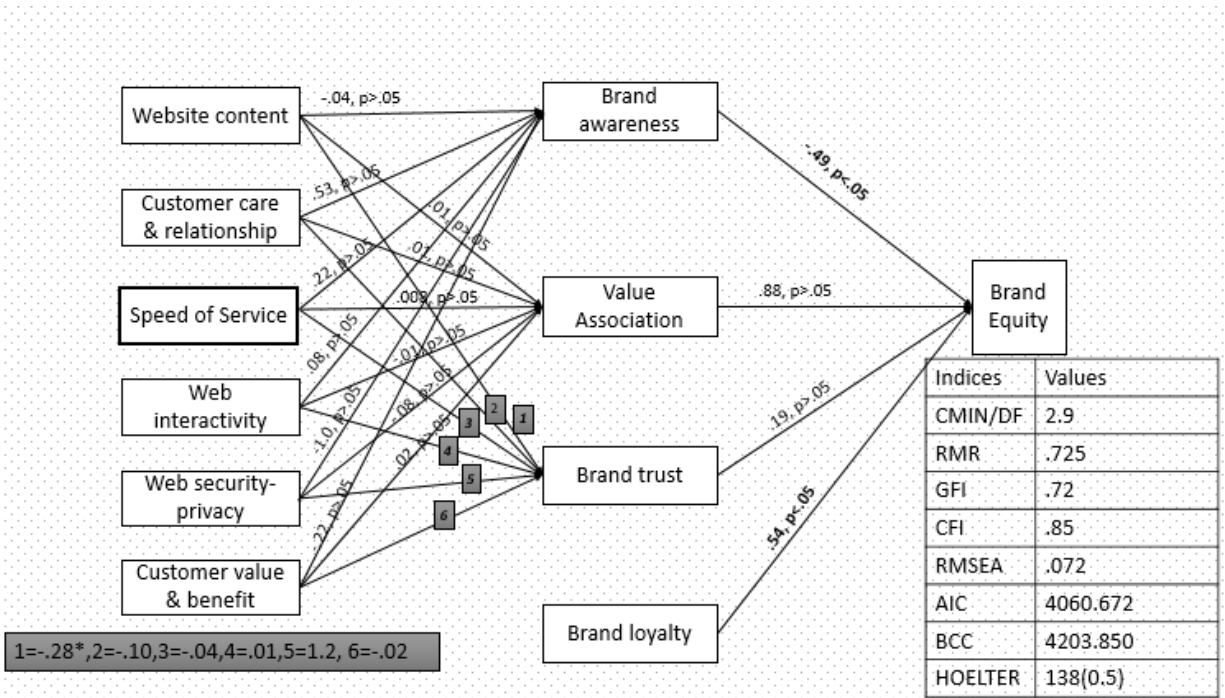 Website content
Customer care
& relationship
Speed of Service
Web
interactivity
Web security-
privacy
Customer value
& benefit
-.04, p>.05
.53, p>.05
.22, p>.05
.08, p>.05
-1.0, p>.05
-.22, p>.05
.01, p>.05
.01, p>.05
.008, p>.05
-.01, p>.05
-.08, p>.05
.02, p>.05
1
2
3
4
5
6
Brand
awareness
Value
Association
Brand trust
Brand loyalty
-.49, p<.05
.88, p>.05
.19, p>.05
.54, p<.05
Brand
Equity
Indices Values
CMIN/DF 2.9
RMR .725
GFI .72
CFI .85
RMSEA .072
AIC 4060.672
BCC 4203.850
HOELTER 138(0.5)
1=-.28*,2=-.10,3=-.04,4=.01,5=1.2, 6=-.02